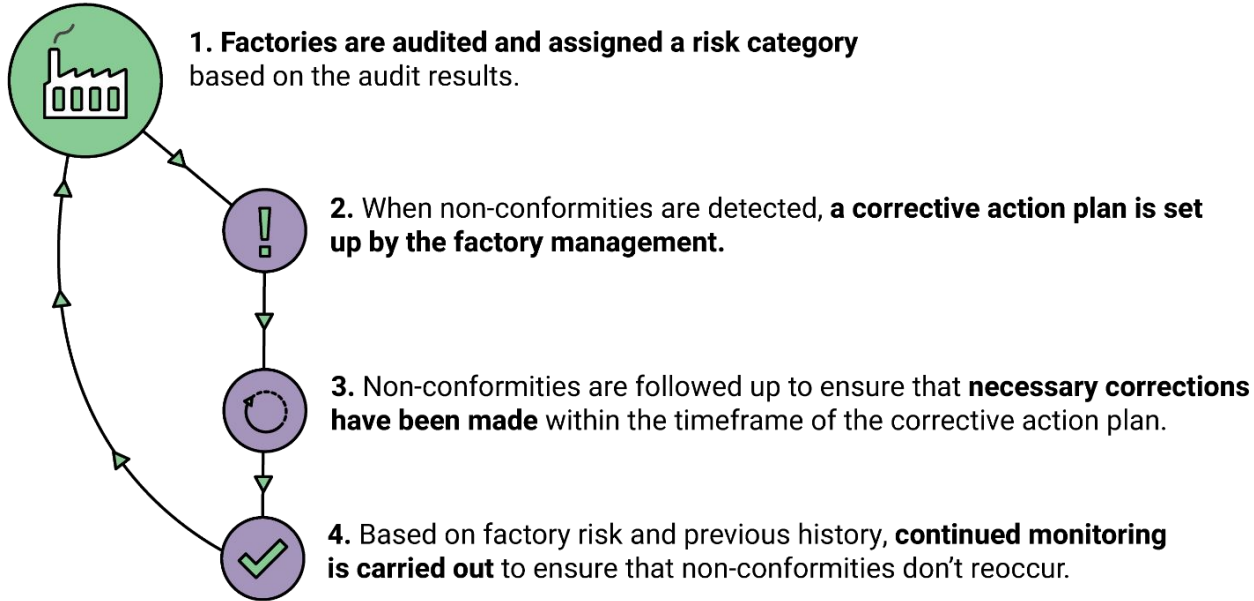 1. Factories are audited and assigned a risk category
based on the audit results.
2. When non-conformities are detected, a corrective action plan is set
up by the factory management.
3. Non-conformities are followed up to ensure that necessary corrections
have been made within the timeframe of the corrective action plan.
4. Based on factory risk and previous history, continued monitoring
is carried out to ensure that non-conformities don’t reoccur.